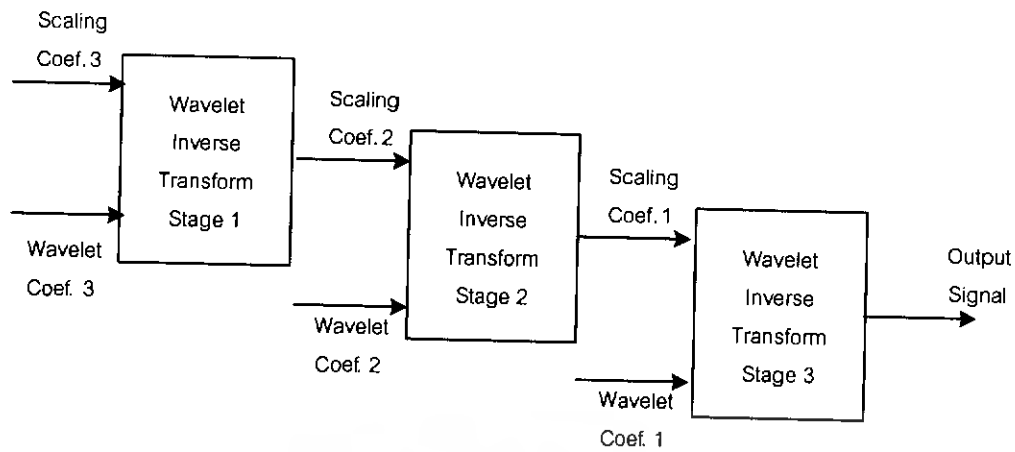 Scaling
Coef. 3
Wavelet
Inverse
Transform
Stage 1
Wavelet
Coef. 3
Scaling
Coef. 2
Wavelet
Inverse
Transform
Stage 2
Wavelet
Coef. 2
Scaling
Coef. 1
Wavelet
Inverse
Transform
Stage 3
Wavelet
Coef. 1
Output
Signal